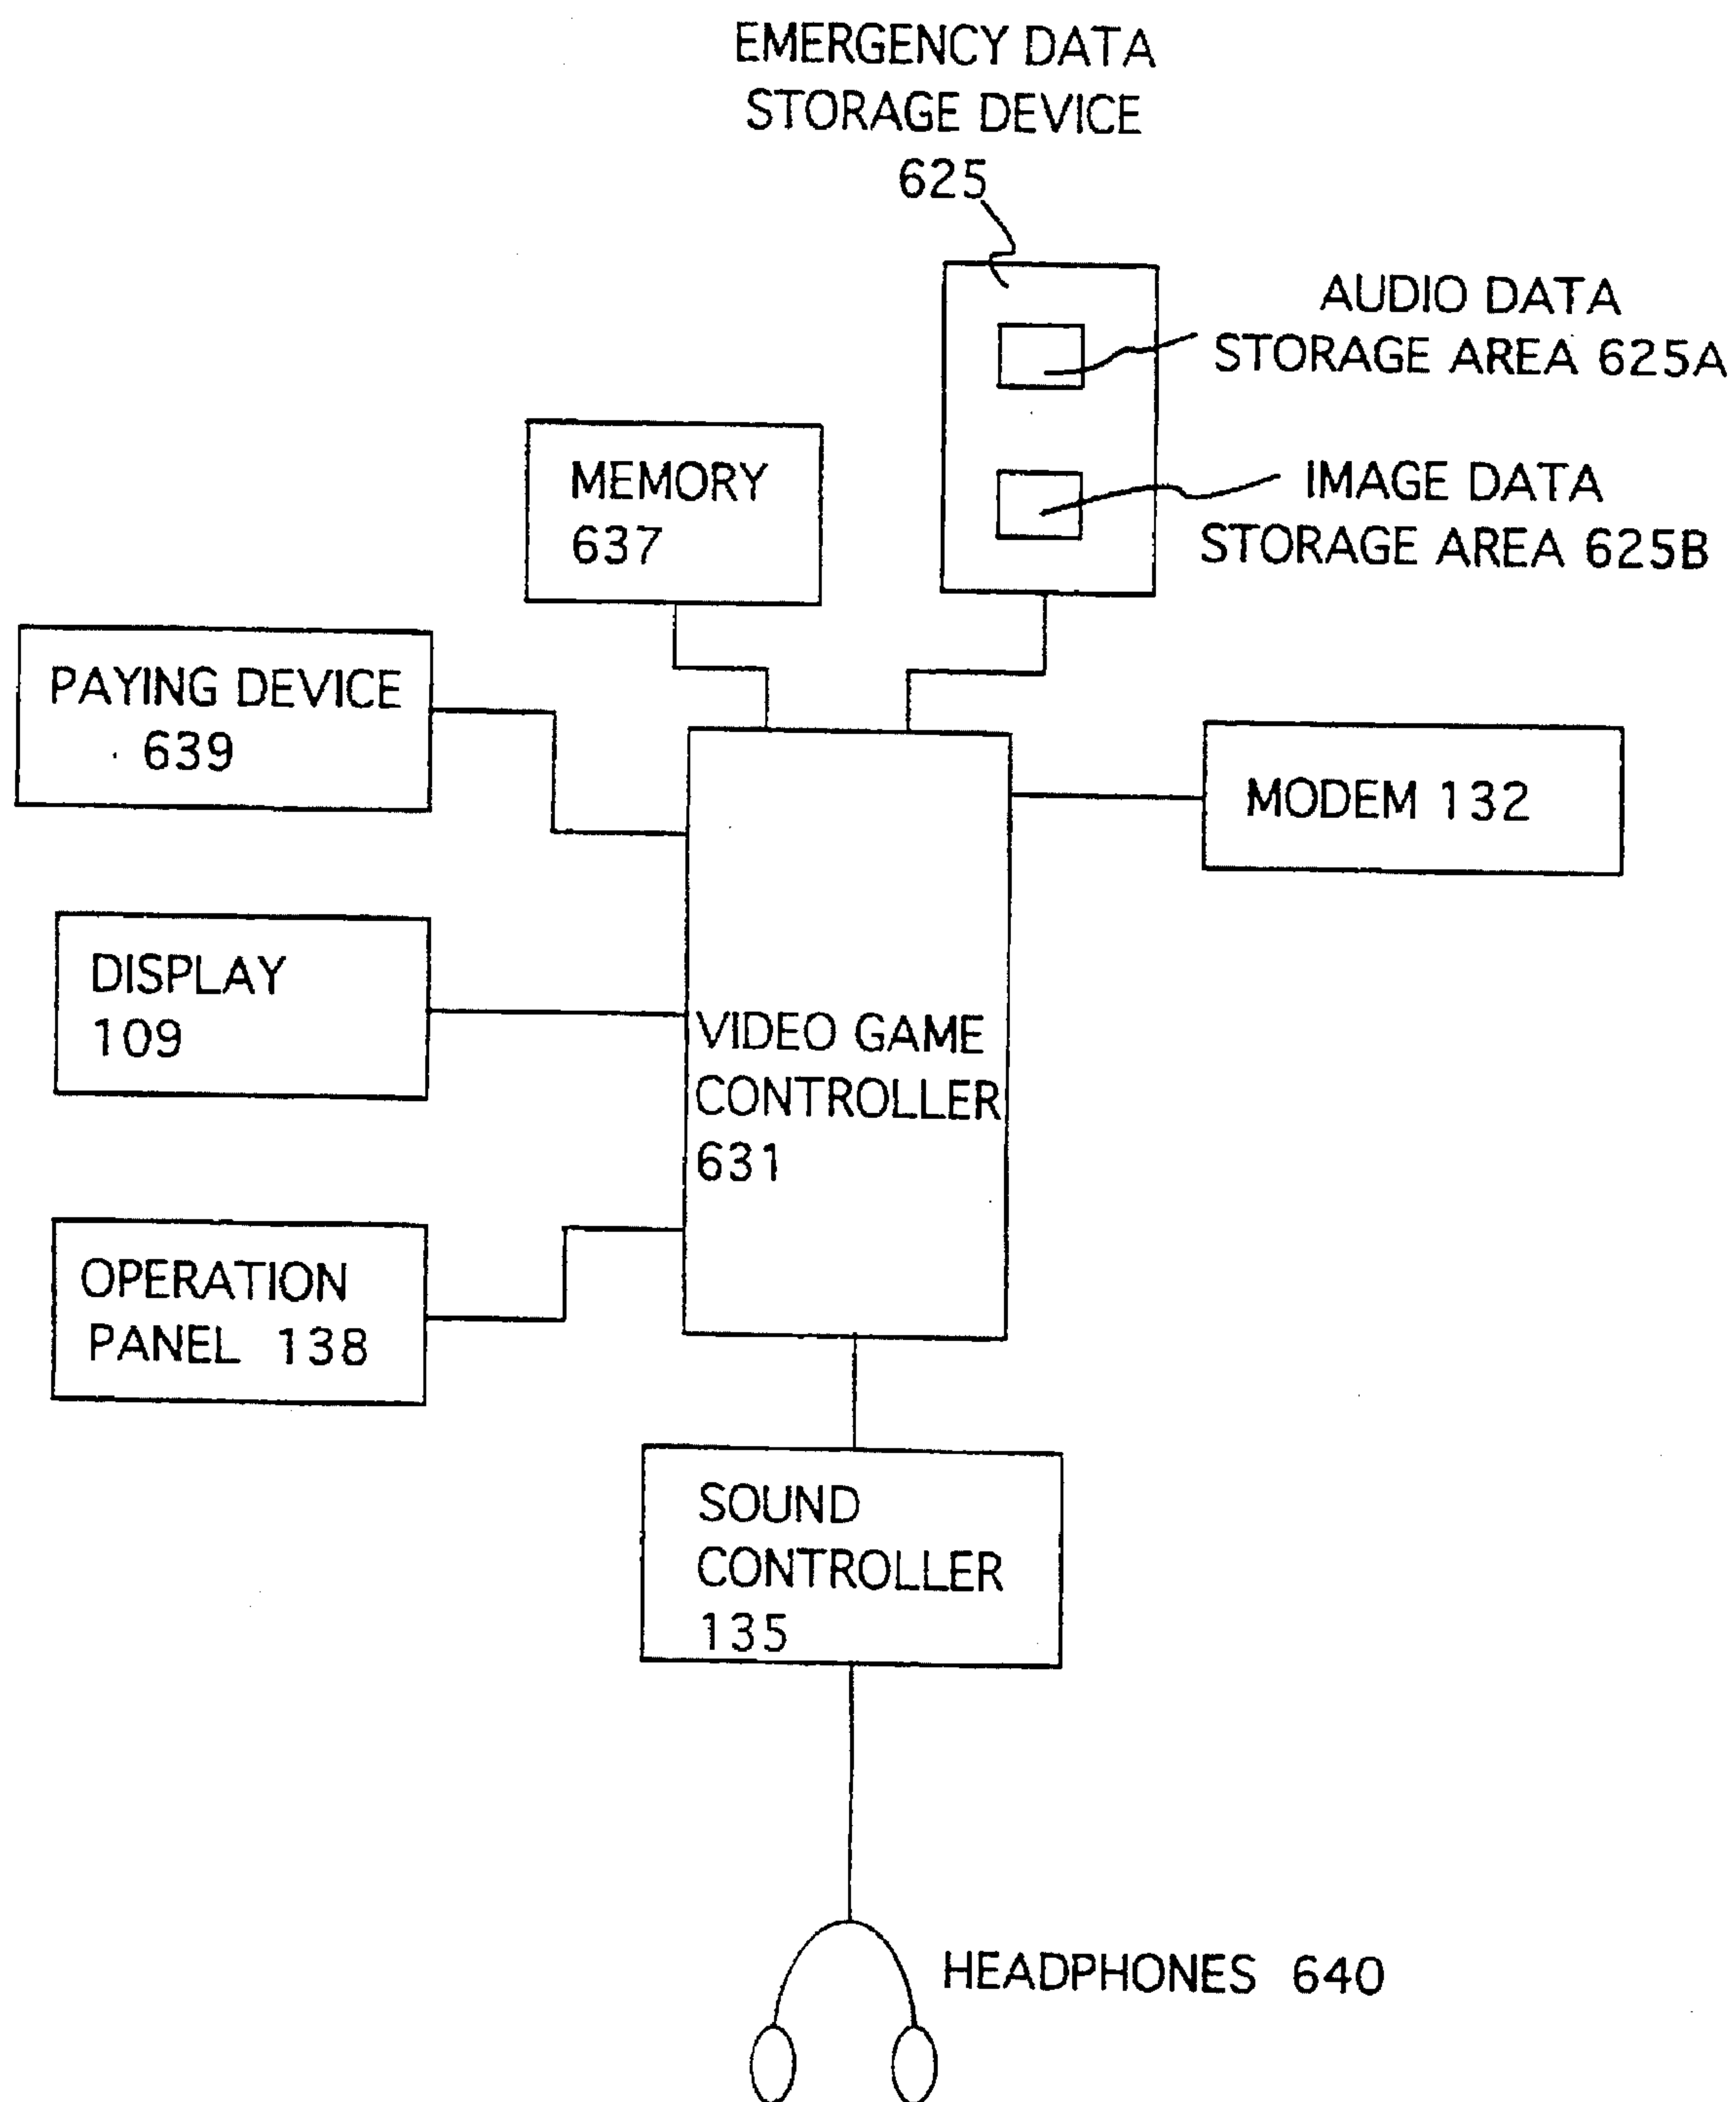 EMERGENCY DATA
STORAGE DEVICE
625
AUDIO DATA
STORAGE AREA 625A
IMAGE DATA
STORAGE AREA 625B
MEMORY
637
PAYING DEVICE
639
MODEM 132
DISPLAY
109
VIDEO GAME
CONTROLLER
631
OPERATION
PANEL 138
SOUND
CONTROLLER
135
HEADPHONES 640